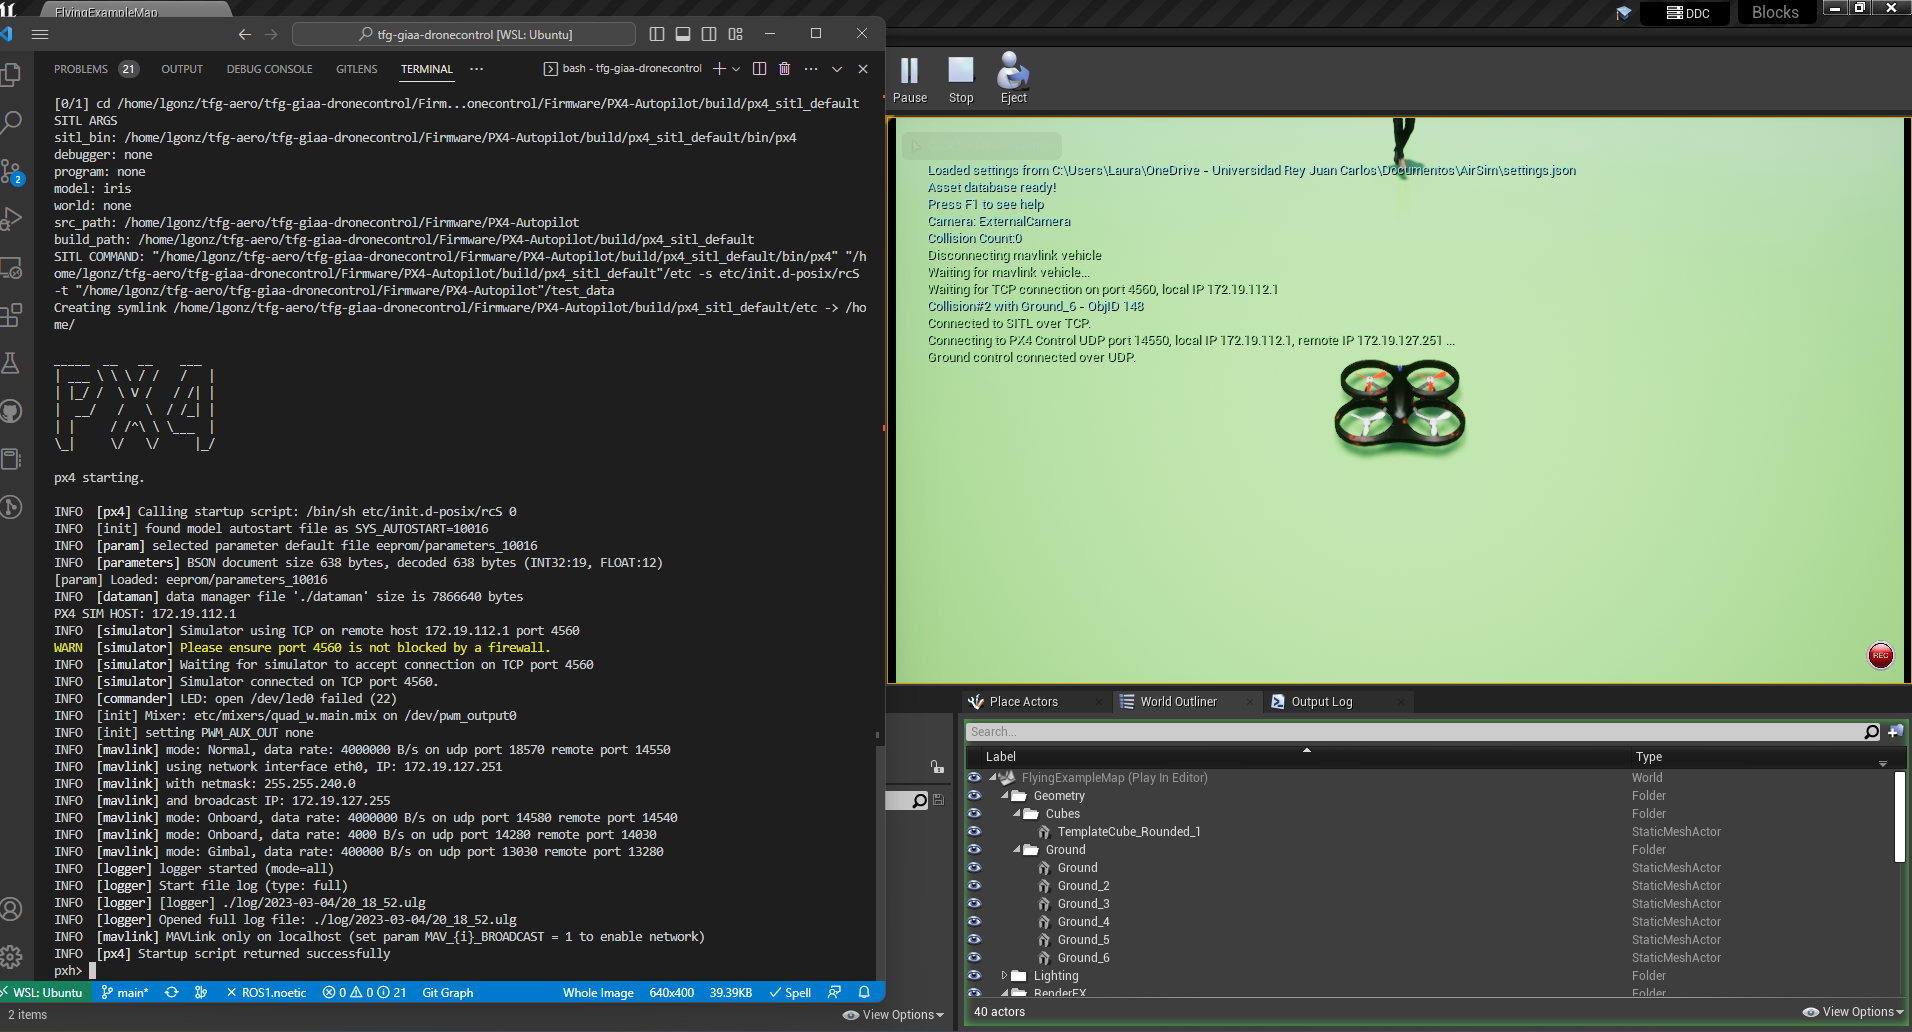 FlyingExampleMap
DDC
Blocks
tfg-giaa-dronecontrol [WSL: Ubuntu]
PROBLEMS 21 OUTPUT DEBUG CONSOLE GITLENS TERMINAL ··· bash - tfg-giaa-dronecontrol
[0/1] cd /home/lgonz/tfg-aero/tfg-giaa-dronecontrol/Firm...onecontrol/Firmware/PX4-Autopilot/build/px4_sitl_default
SITL ARGS
sitl_bin: /home/lgonz/tfg-aero/tfg-giaa-dronecontrol/Firmware/PX4-Autopilot/build/px4_sitl_default/bin/px4
debugger: none
program: none
model: iris
world: none
src_path: /home/lgonz/tfg-aero/tfg-giaa-dronecontrol/Firmware/PX4-Autopilot
build_path: /home/lgonz/tfg-aero/tfg-giaa-dronecontrol/Firmware/PX4-Autopilot/build/px4_sitl_default
SITL COMMAND: "/home/lgonz/tfg-aero/tfg-giaa-dronecontrol/Firmware/PX4-Autopilot/build/px4_sitl_default/bin/px4" "/h
ome/lgonz/tfg-aero/tfg-giaa-dronecontrol/Firmware/PX4-Autopilot/build/px4_sitl_default"/etc -s etc/init.d-posix/rcS
-t "/home/lgonz/tfg-aero/tfg-giaa-dronecontrol/Firmware/PX4-Autopilot"/test_data
Creating symlink /home/lgonz/tfg-aero/tfg-giaa-dronecontrol/Firmware/PX4-Autopilot/build/px4_sitl_default/etc -> /ho
me/
PX4
px4 starting.
INFO [px4] Calling startup script: /bin/sh etc/init.d-posix/rcS 0
INFO [init] found model autostart file as SYS_AUTOSTART=10016
INFO [param] selected parameter default file eeprom/parameters_10016
INFO [parameters] BSON document size 638 bytes, decoded 638 bytes (INT32:19, FLOAT:12)
[param] Loaded: eeprom/parameters_10016
INFO [dataman] data manager file './dataman' size is 7866640 bytes
PX4 SIM HOST: 172.19.112.1
INFO [simulator] Simulator using TCP on remote host 172.19.112.1 port 4560
WARN [simulator] Please ensure port 4560 is not blocked by a firewall.
INFO [simulator] Waiting for simulator to accept connection on TCP port 4560
INFO [simulator] Simulator connected on TCP port 4560.
INFO [commander] LED: open /dev/led0 failed (22)
INFO [init] Mixer: etc/mixers/quad_w.main.mix on /dev/pwm_output0
INFO [init] setting PWM_AUX_OUT none
INFO [mavlink] mode: Normal, data rate: 4000000 B/s on udp port 18570 remote port 14550
INFO [mavlink] using network interface eth0, IP: 172.19.127.251
INFO [mavlink] with netmask: 255.255.240.0
INFO [mavlink] and broadcast IP: 172.19.127.255
INFO [mavlink] mode: Onboard, data rate: 4000000 B/s on udp port 14580 remote port 14540
INFO [mavlink] mode: Onboard, data rate: 4000 B/s on udp port 14280 remote port 14030
INFO [mavlink] mode: Gimbal, data rate: 400000 B/s on udp port 13030 remote port 13280
INFO [logger] logger started (mode=all)
INFO [logger] Start file log (type: full)
INFO [logger] [logger] ./log/2023-03-04/20_18_52.ulg
INFO [logger] Opened full log file: ./log/2023-03-04/20_18_52.ulg
INFO [mavlink] MAVLink only on localhost (set param MAV_{i}_BROADCAST = 1 to enable network)
INFO [px4] Startup script returned successfully
pxh>
2
WSL: Ubuntu main* ROS1.noetic 0 0 21 Git Graph Whole Image 640x400 39.39KB Spell
2 items
View Options
Pause Stop Eject
Loaded settings from C:\Users\Laura\OneDrive - Universidad Rey Juan Carlos\Documentos\AirSim\settings.json
Asset database ready!
Press F1 to see help
Camera: ExternalCamera
Collision Count:0
Disconnecting mavlink vehicle
Waiting for mavlink vehicle...
Waiting for TCP connection on port 4560, local IP 172.19.112.1
Collision#2 with Ground_6 - ObjID 148
Connected to SITL over TCP.
Connecting to PX4 Control UDP port 14550, local IP 172.19.112.1, remote IP 172.19.127.251 ...
Ground control connected over UDP.
REC
Place Actors World Outliner Output Log
Search...
Label Type
FlyingExampleMap (Play In Editor) World
Geometry Folder
Cubes Folder
TemplateCube_Rounded_1 StaticMeshActor
Ground Folder
Ground StaticMeshActor
Ground_2 StaticMeshActor
Ground_3 StaticMeshActor
Ground_4 StaticMeshActor
Ground_5 StaticMeshActor
Ground_6 StaticMeshActor
Lighting Folder
RenderFX Folder
40 actors
View Options